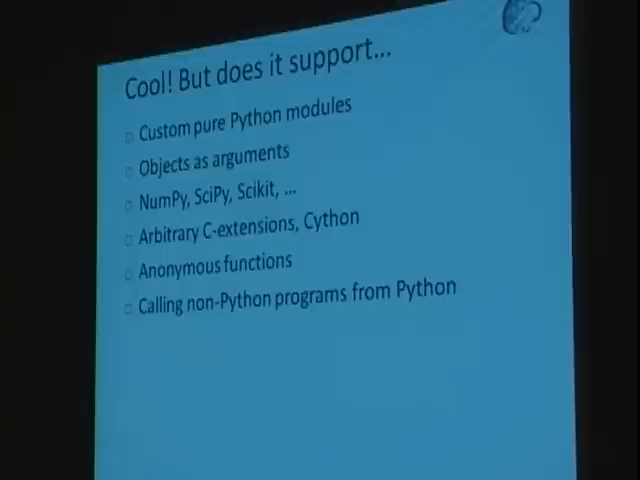 Cool! But does it support...
Custom pure Python modules
Objects as arguments
NumPy, SciPy, Scikit, ...
Arbitrary C-extensions, Cython
Anonymous functions
Calling non-Python programs from Python